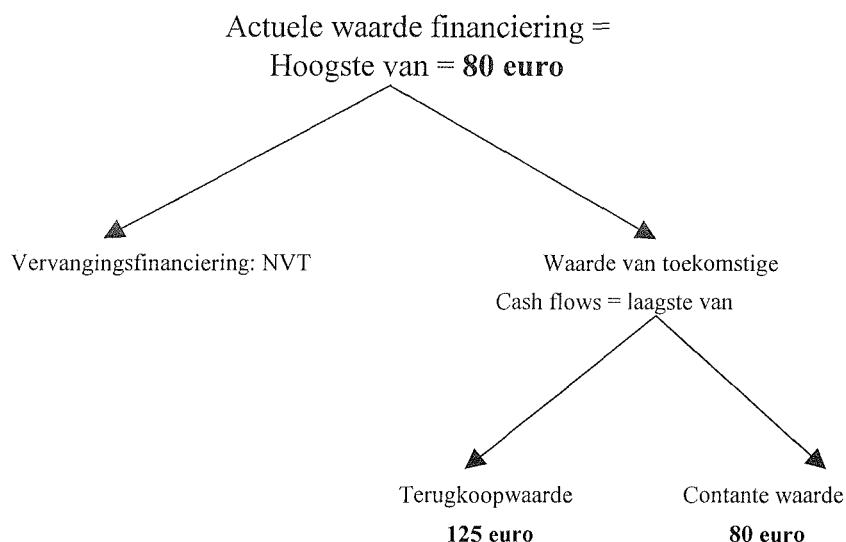 Actuele waarde financiering =
Hoogste van = 80 euro
Vervangingsfinanciering: NVT
Waarde van toekomstige
Cash flows = laagste van
Terugkoopwaarde
125 euro
Contante waarde
80 euro